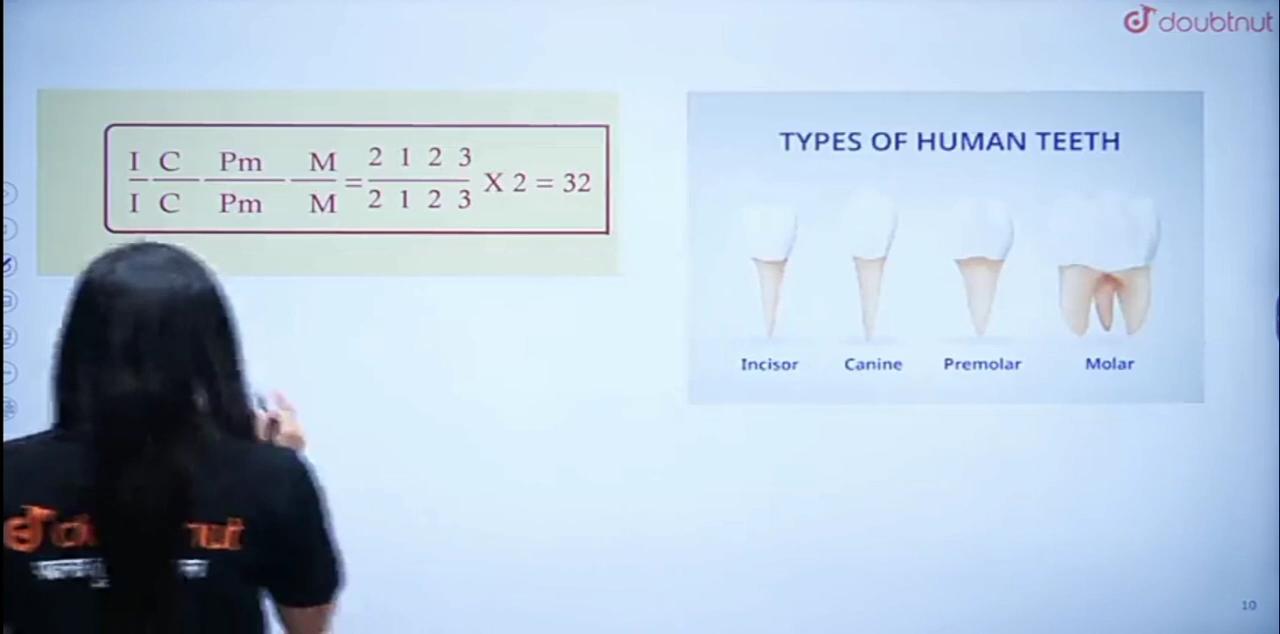 doubtnut
I C Pm M = 2 1 2 3 X 2 = 32
I C Pm M 2 1 2 3
TYPES OF HUMAN TEETH
Incisor Canine Premolar Molar
10